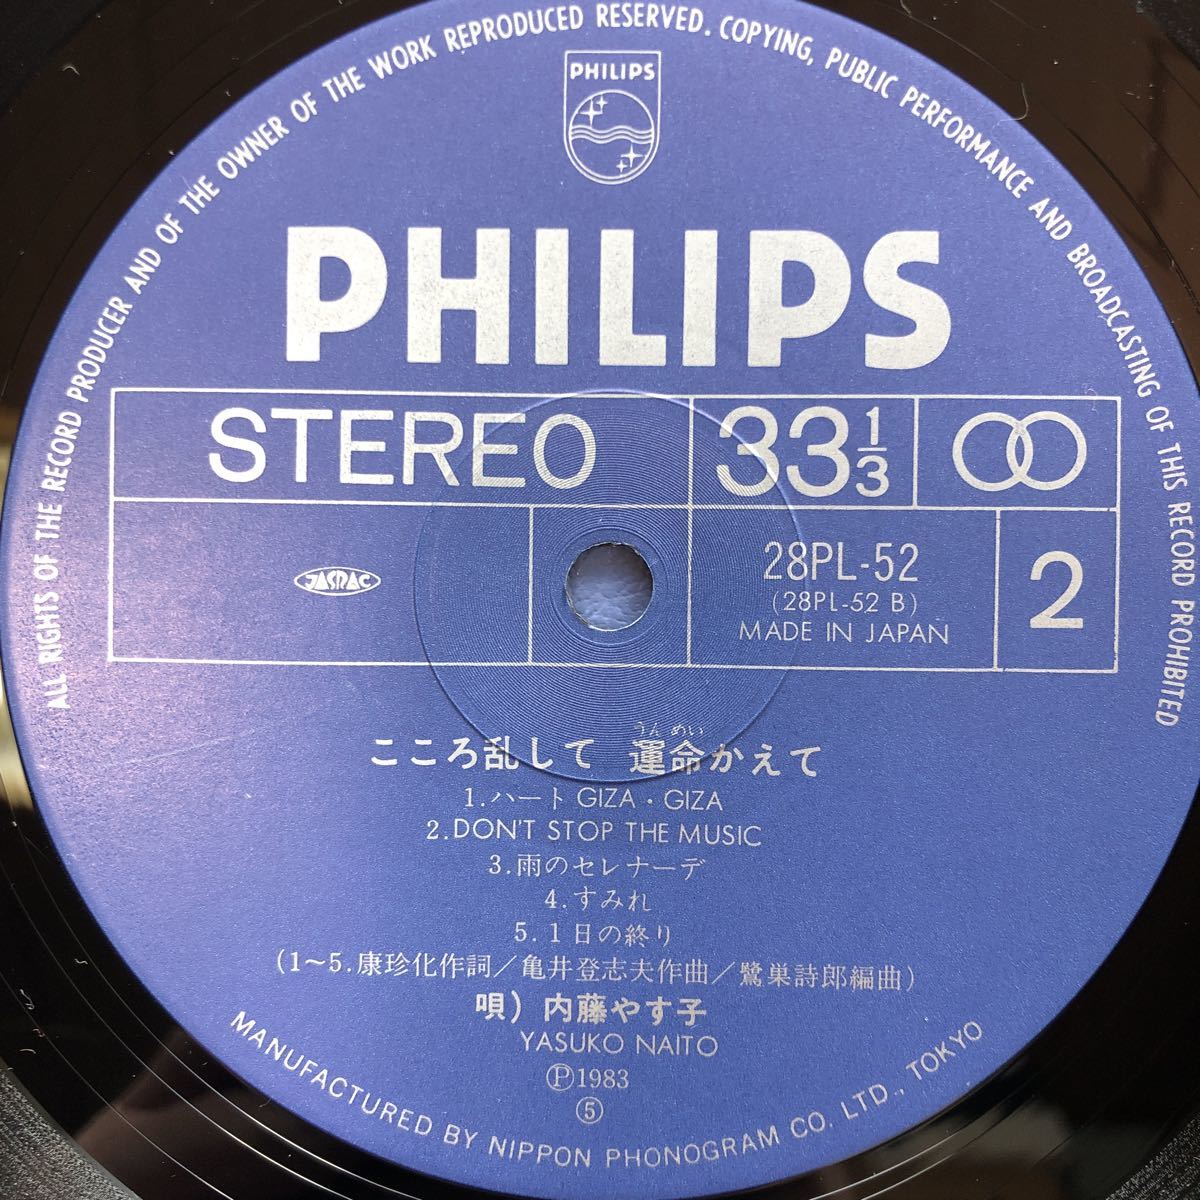 ALL RIGHTS OF THE RECORD PRODUCER AND OF THE OWNER OF THE WORK REPRODUCED RESERVED. COPYING, PUBLIC PERFORMANCE AND BROADCASTING OF THIS RECORD PROHIBITED
PHILIPS
PHILIPS
STEREO
33 1/3
JASRAC
28PL-52
(28PL-52 B)
MADE IN JAPAN
2
うん めい
こころ乱して 運命かえて
1.ハートGIZA・GIZA
2.DON'T STOP THE MUSIC
3.雨のセレナーデ
4.すみれ
5.1日の終り
(1~5.康珍化作詞/亀井登志夫作曲/鷺巣詩郎編曲)
唄) 内藤やす子
YASUKO NAITO
Ⓟ1983
⑤
MANUFACTURED BY NIPPON PHONOGRAM CO. LTD., TOKYO